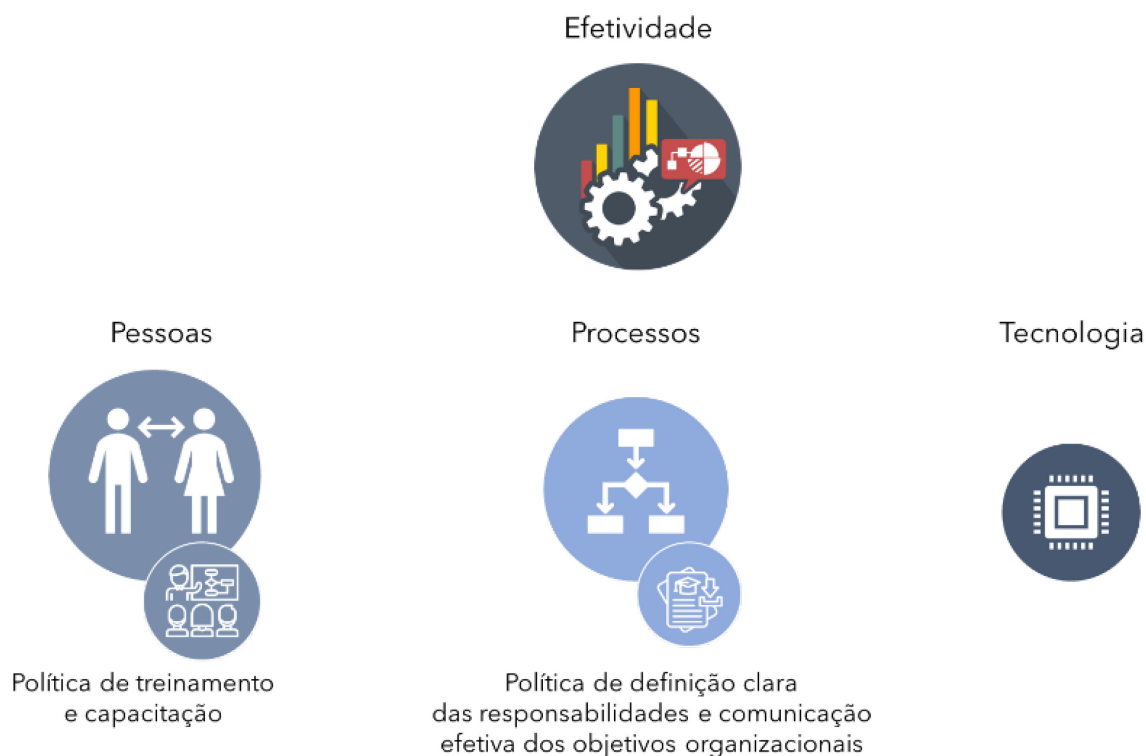 Efetividade
Pessoas
Processos
Tecnologia
Política de treinamento
e capacitação
Política de definição clara
das responsabilidades e comunicação
efetiva dos objetivos organizacionais